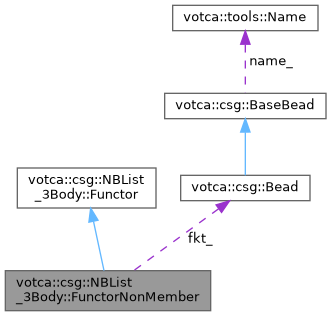 votca::tools::Name
name_
votca::csg::BaseBead
votca::csg::NBList
_3Body::Functor
votca::csg::Bead
fkt_
votca::csg::NBList
_3Body::FunctorNonMember